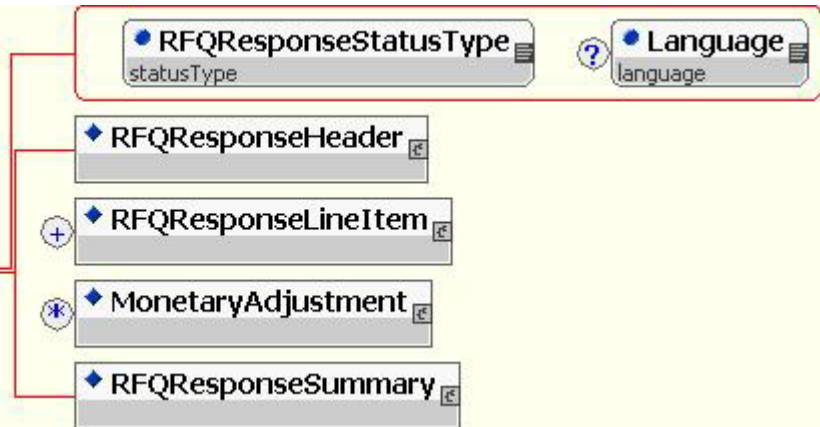 RFQResponseStatusType ? Language
statusType language
RFQResponseHeader
+ RFQResponseLineItem
* MonetaryAdjustment
RFQResponseSummary